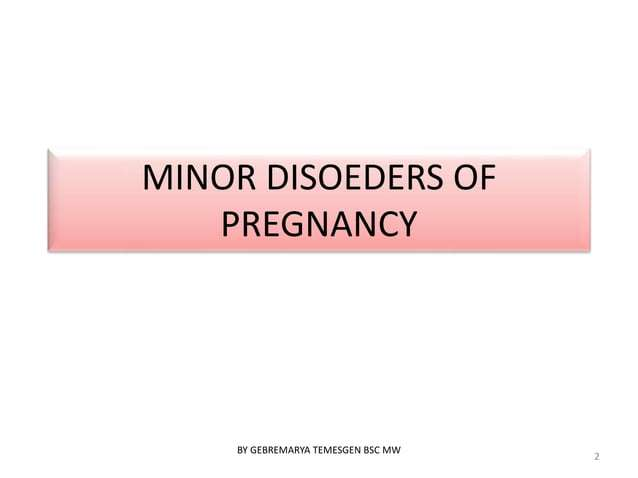 MINOR DISOEDERS OF
PREGNANCY
BY GEBREMARYA TEMESGEN BSC MW
2